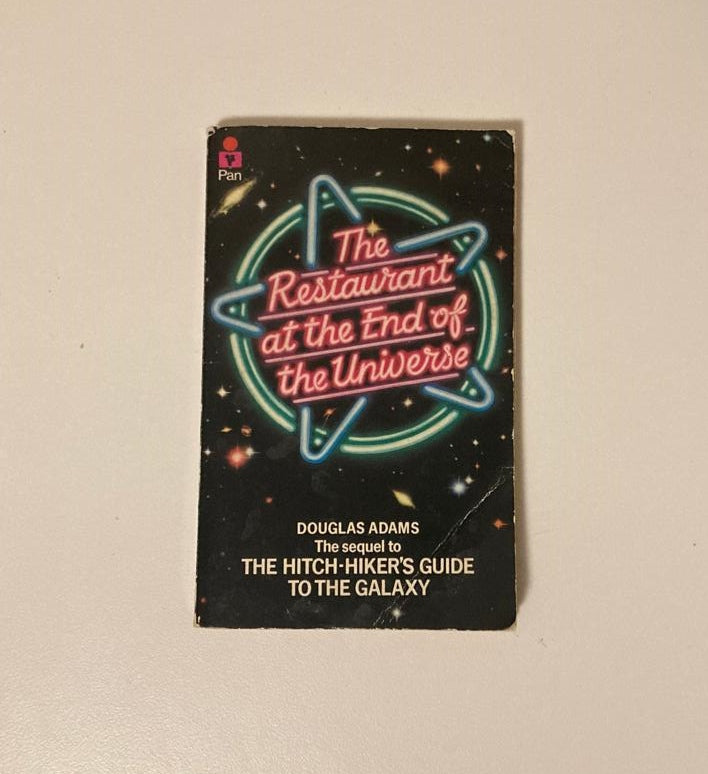 Pan
The
Restaurant
at the End of
the Universe
DOUGLAS ADAMS
The sequel to
THE HITCH-HIKER'S GUIDE
TO THE GALAXY